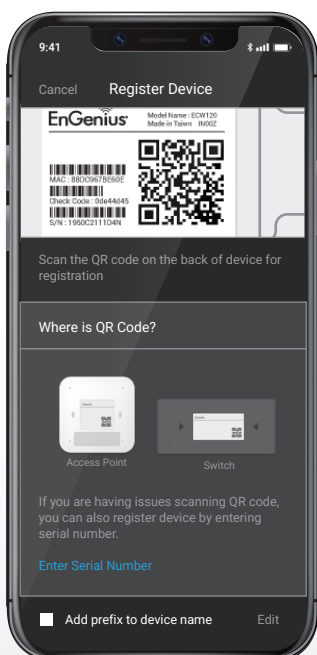 9:41
Cancel Register Device
EnGenius
Model Name : ECW120
Made in Taiwn IN00Z
MAC : 88DC967BE60E
Check Code : 0de44d45
S/N : 1950C2111D4N
Scan the QR code on the back of device for
registration
Where is QR Code?
Access Point
Switch
If you are having issues scanning QR code,
you can also register device by entering
serial number.
Enter Serial Number
Add prefix to device name Edit